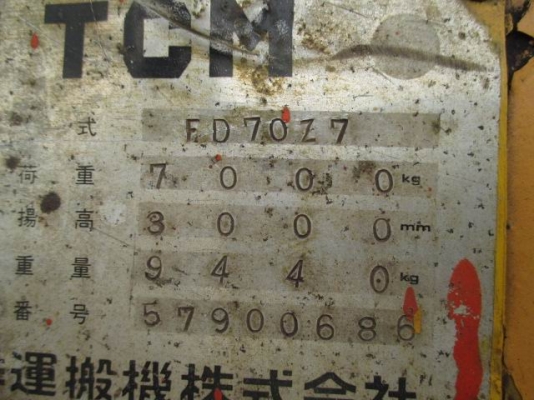 TCM
式 FD70Z7
荷重 7000kg
揚高 3000mm
重量 9440kg
番号 57900686
運搬機株式会社